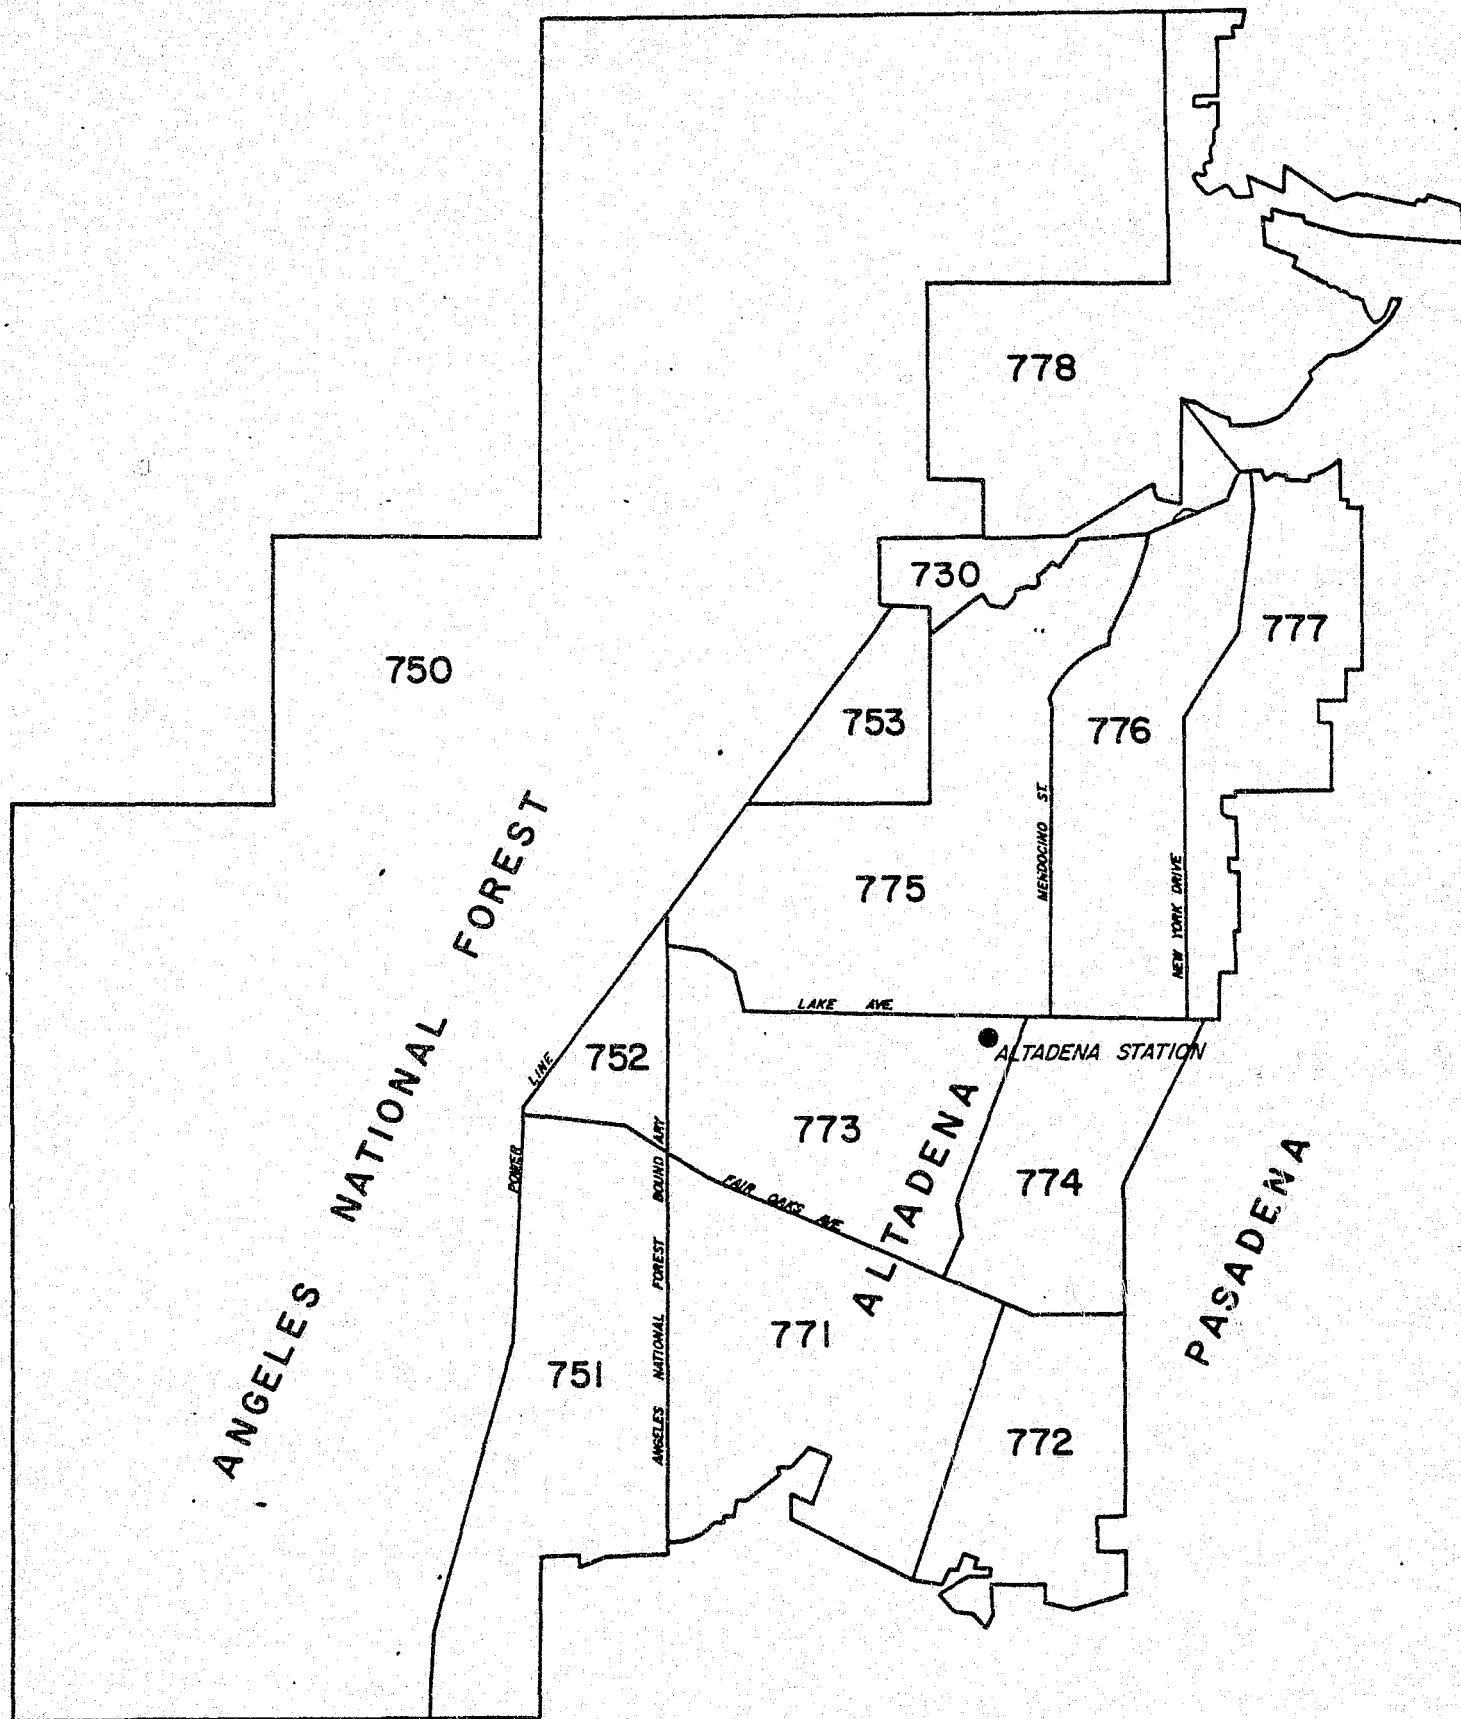 778
730
777
750
753
776
MENDOCINO ST.
NEW YORK DRIVE
775
ANGELES NATIONAL FOREST
LAKE AVE.
ALTADENA STATION
752
POWER LINE
773
ALTADENA
774
FAIR OAKS AVE.
PASADENA
ANGELES NATIONAL FOREST BOUNDARY
771
751
772